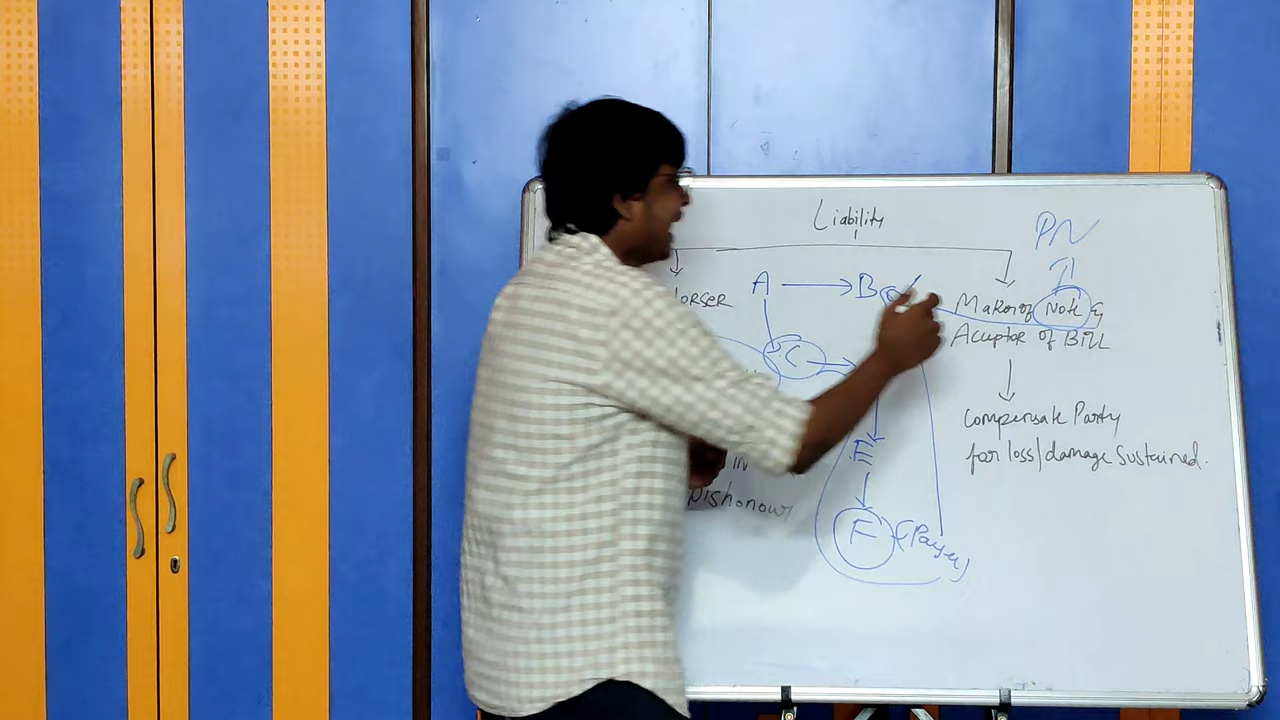 Liability
PN
A → B
orser
Maker of Note &
Acceptor of BILL
C
Compensate Party
for loss/damage Sustained.
E
IN
Dishonour
F (Payee)